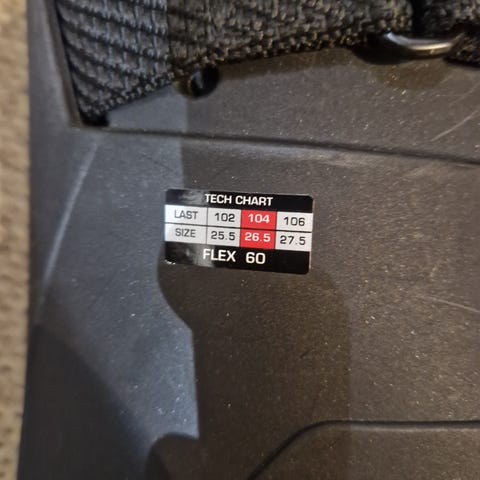 TECH CHART
LAST 102 104 106
SIZE 25.5 26.5 27.5
FLEX 60